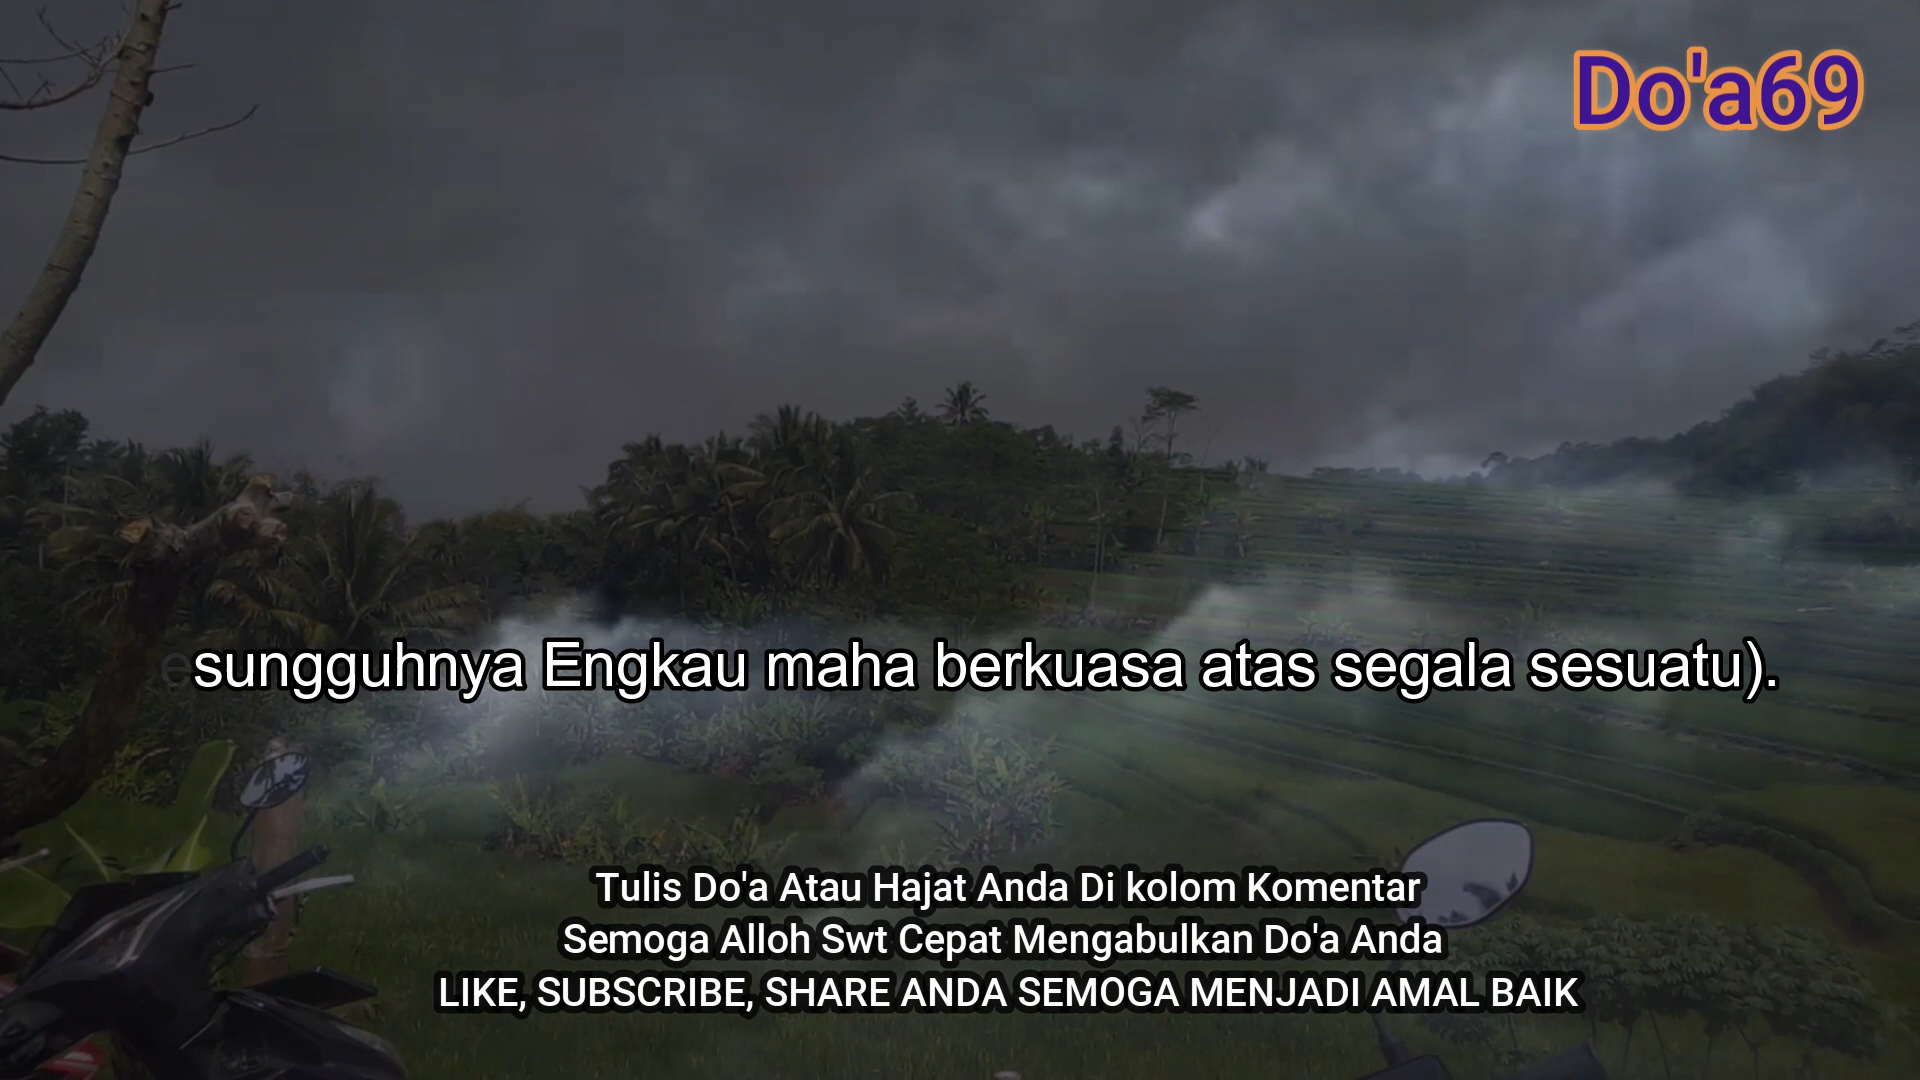 Do'a69
esungguhnya Engkau maha berkuasa atas segala sesuatu).
Tulis Do'a Atau Hajat Anda Di kolom Komentar
Semoga Alloh Swt Cepat Mengabulkan Do'a Anda
LIKE, SUBSCRIBE, SHARE ANDA SEMOGA MENJADI AMAL BAIK